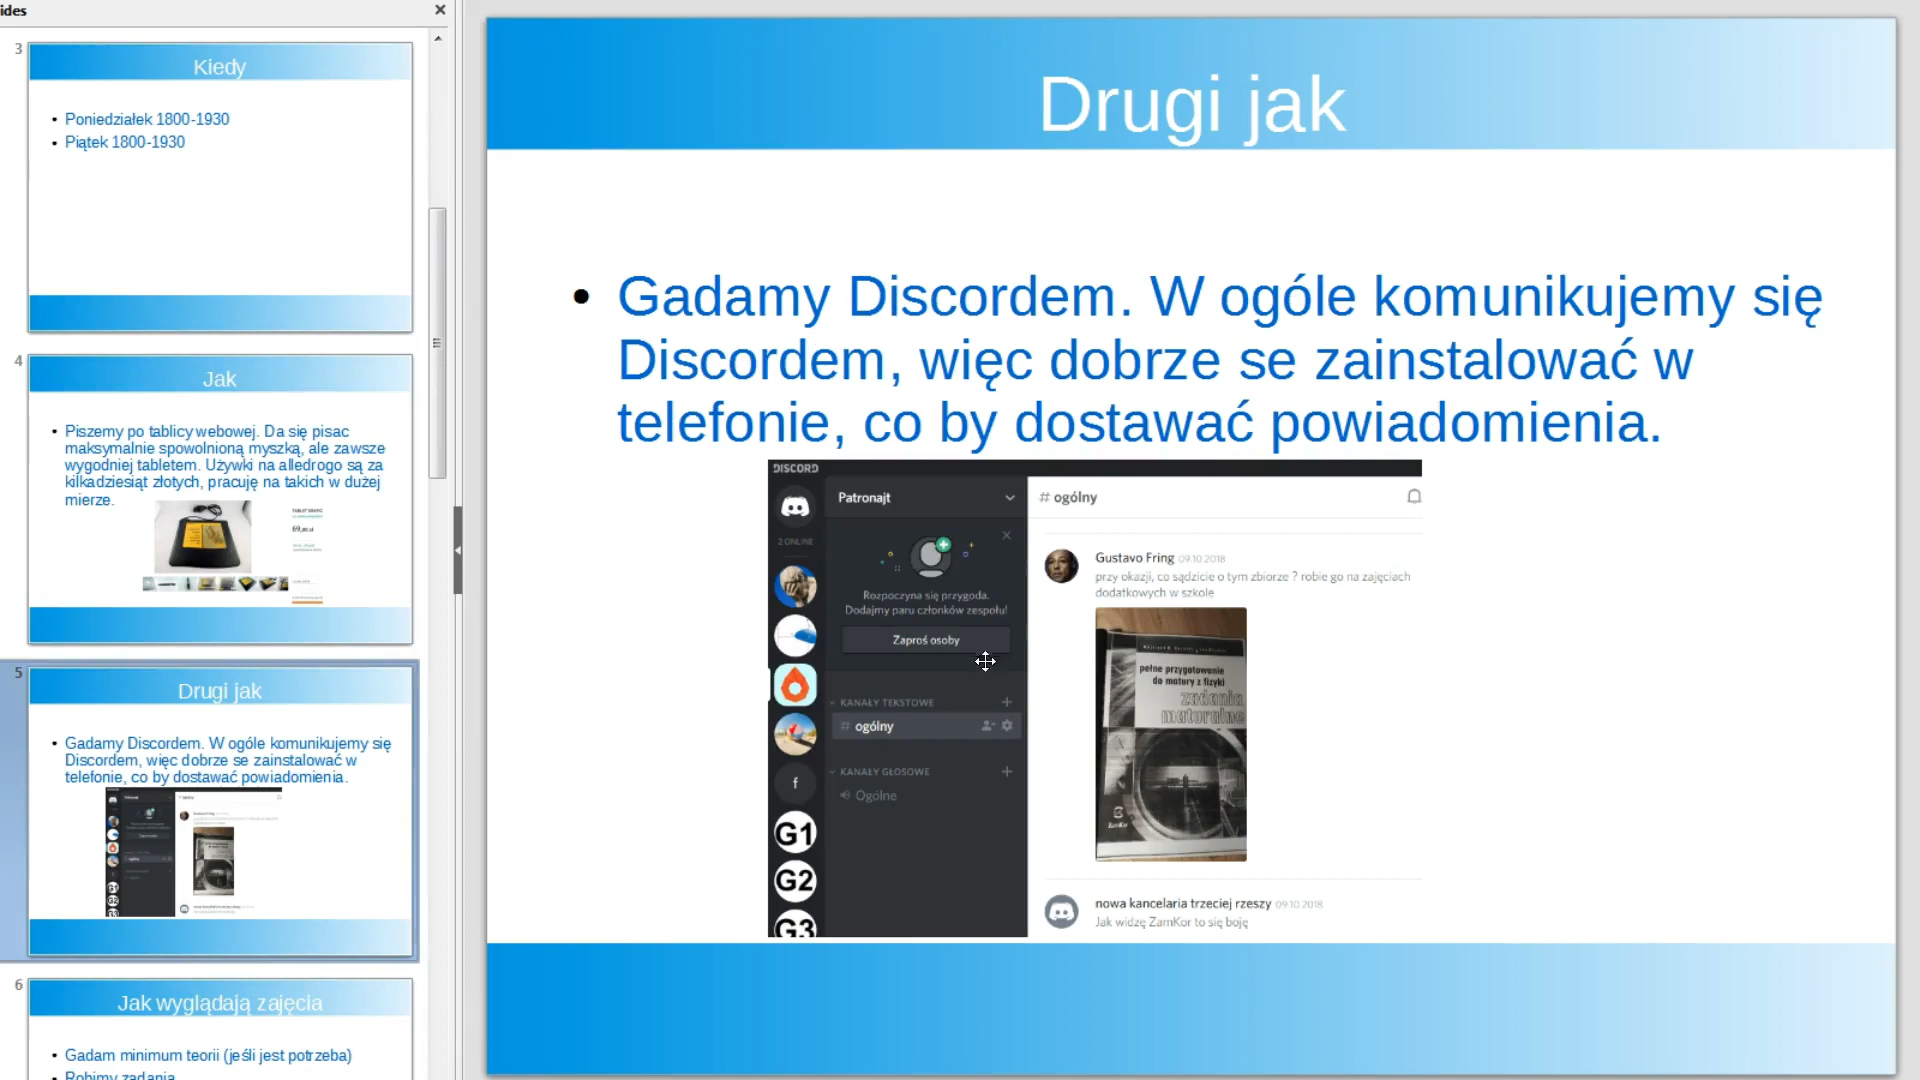 ides
3
Kiedy
• Poniedziałek 1800-1930
• Piątek 1800-1930
4
Jak
• Piszemy po tablicy webowej. Da się pisac
maksymalnie spowolnioną myszką, ale zawsze
wygodniej tabletem. Używki na alledrogo są za
kilkadziesiąt złotych, pracuję na takich w dużej
mierze.
5
Drugi jak
• Gadamy Discordem. W ogóle komunikujemy się
Discordem, więc dobrze se zainstalować w
telefonie, co by dostawać powiadomienia.
6
Jak wyglądają zajęcia
• Gadam minimum teorii (jeśli jest potrzeba)
• Robimy zadania
Drugi jak
• Gadamy Discordem. W ogóle komunikujemy się
Discordem, więc dobrze se zainstalować w
telefonie, co by dostawać powiadomienia.
DISCORD
2 ONLINE
f
G1
G2
G3
Patronajt
Rozpoczyna się przygoda.
Dodajmy paru członków zespołu!
Zaproś osoby
KANAŁY TEKSTOWE
# ogólny
KANAŁY GŁOSOWE
Ogólne
# ogólny
Gustavo Fring 09.10.2018
przy okazji, co sądzicie o tym zbiorze ? robie go na zajęciach
dodatkowych w szkole
pełne przygotowanie
do matury z fizyki
zadania
maturalne
ZamKor
nowa kancelaria trzeciej rzeszy 09.10.2018
Jak widzę ZamKor to się boję